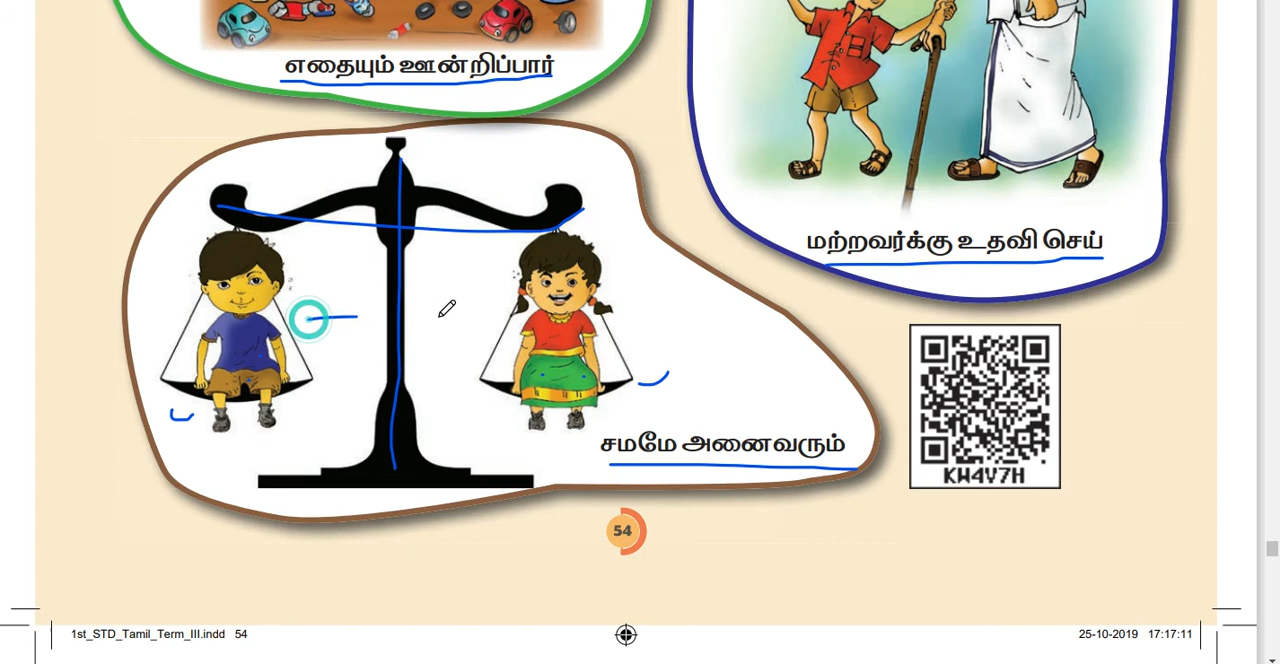 எதையும் ஊன்றிப்பார்
மற்றவர்க்கு உதவி செய்
சமமே அனைவரும்
KW4V7H
54
1st_STD_Tamil_Term_III.indd 54
25-10-2019 17:17:11